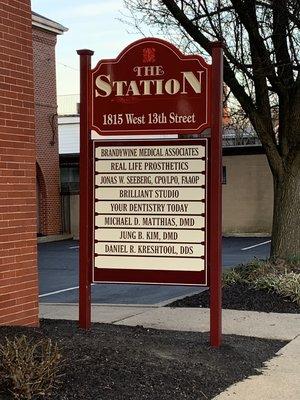 THE
STATION
1815 West 13th Street
BRANDYWINE MEDICAL ASSOCIATES
REAL LIFE PROSTHETICS
JONAS W. SEEBERG, CPO/LPO, FAAOP
BRILLIANT STUDIO
YOUR DENTISTRY TODAY
MICHAEL D. MATTHIAS, DMD
JUNG B. KIM, DMD
DANIEL R. KRESHTOOL, DDS